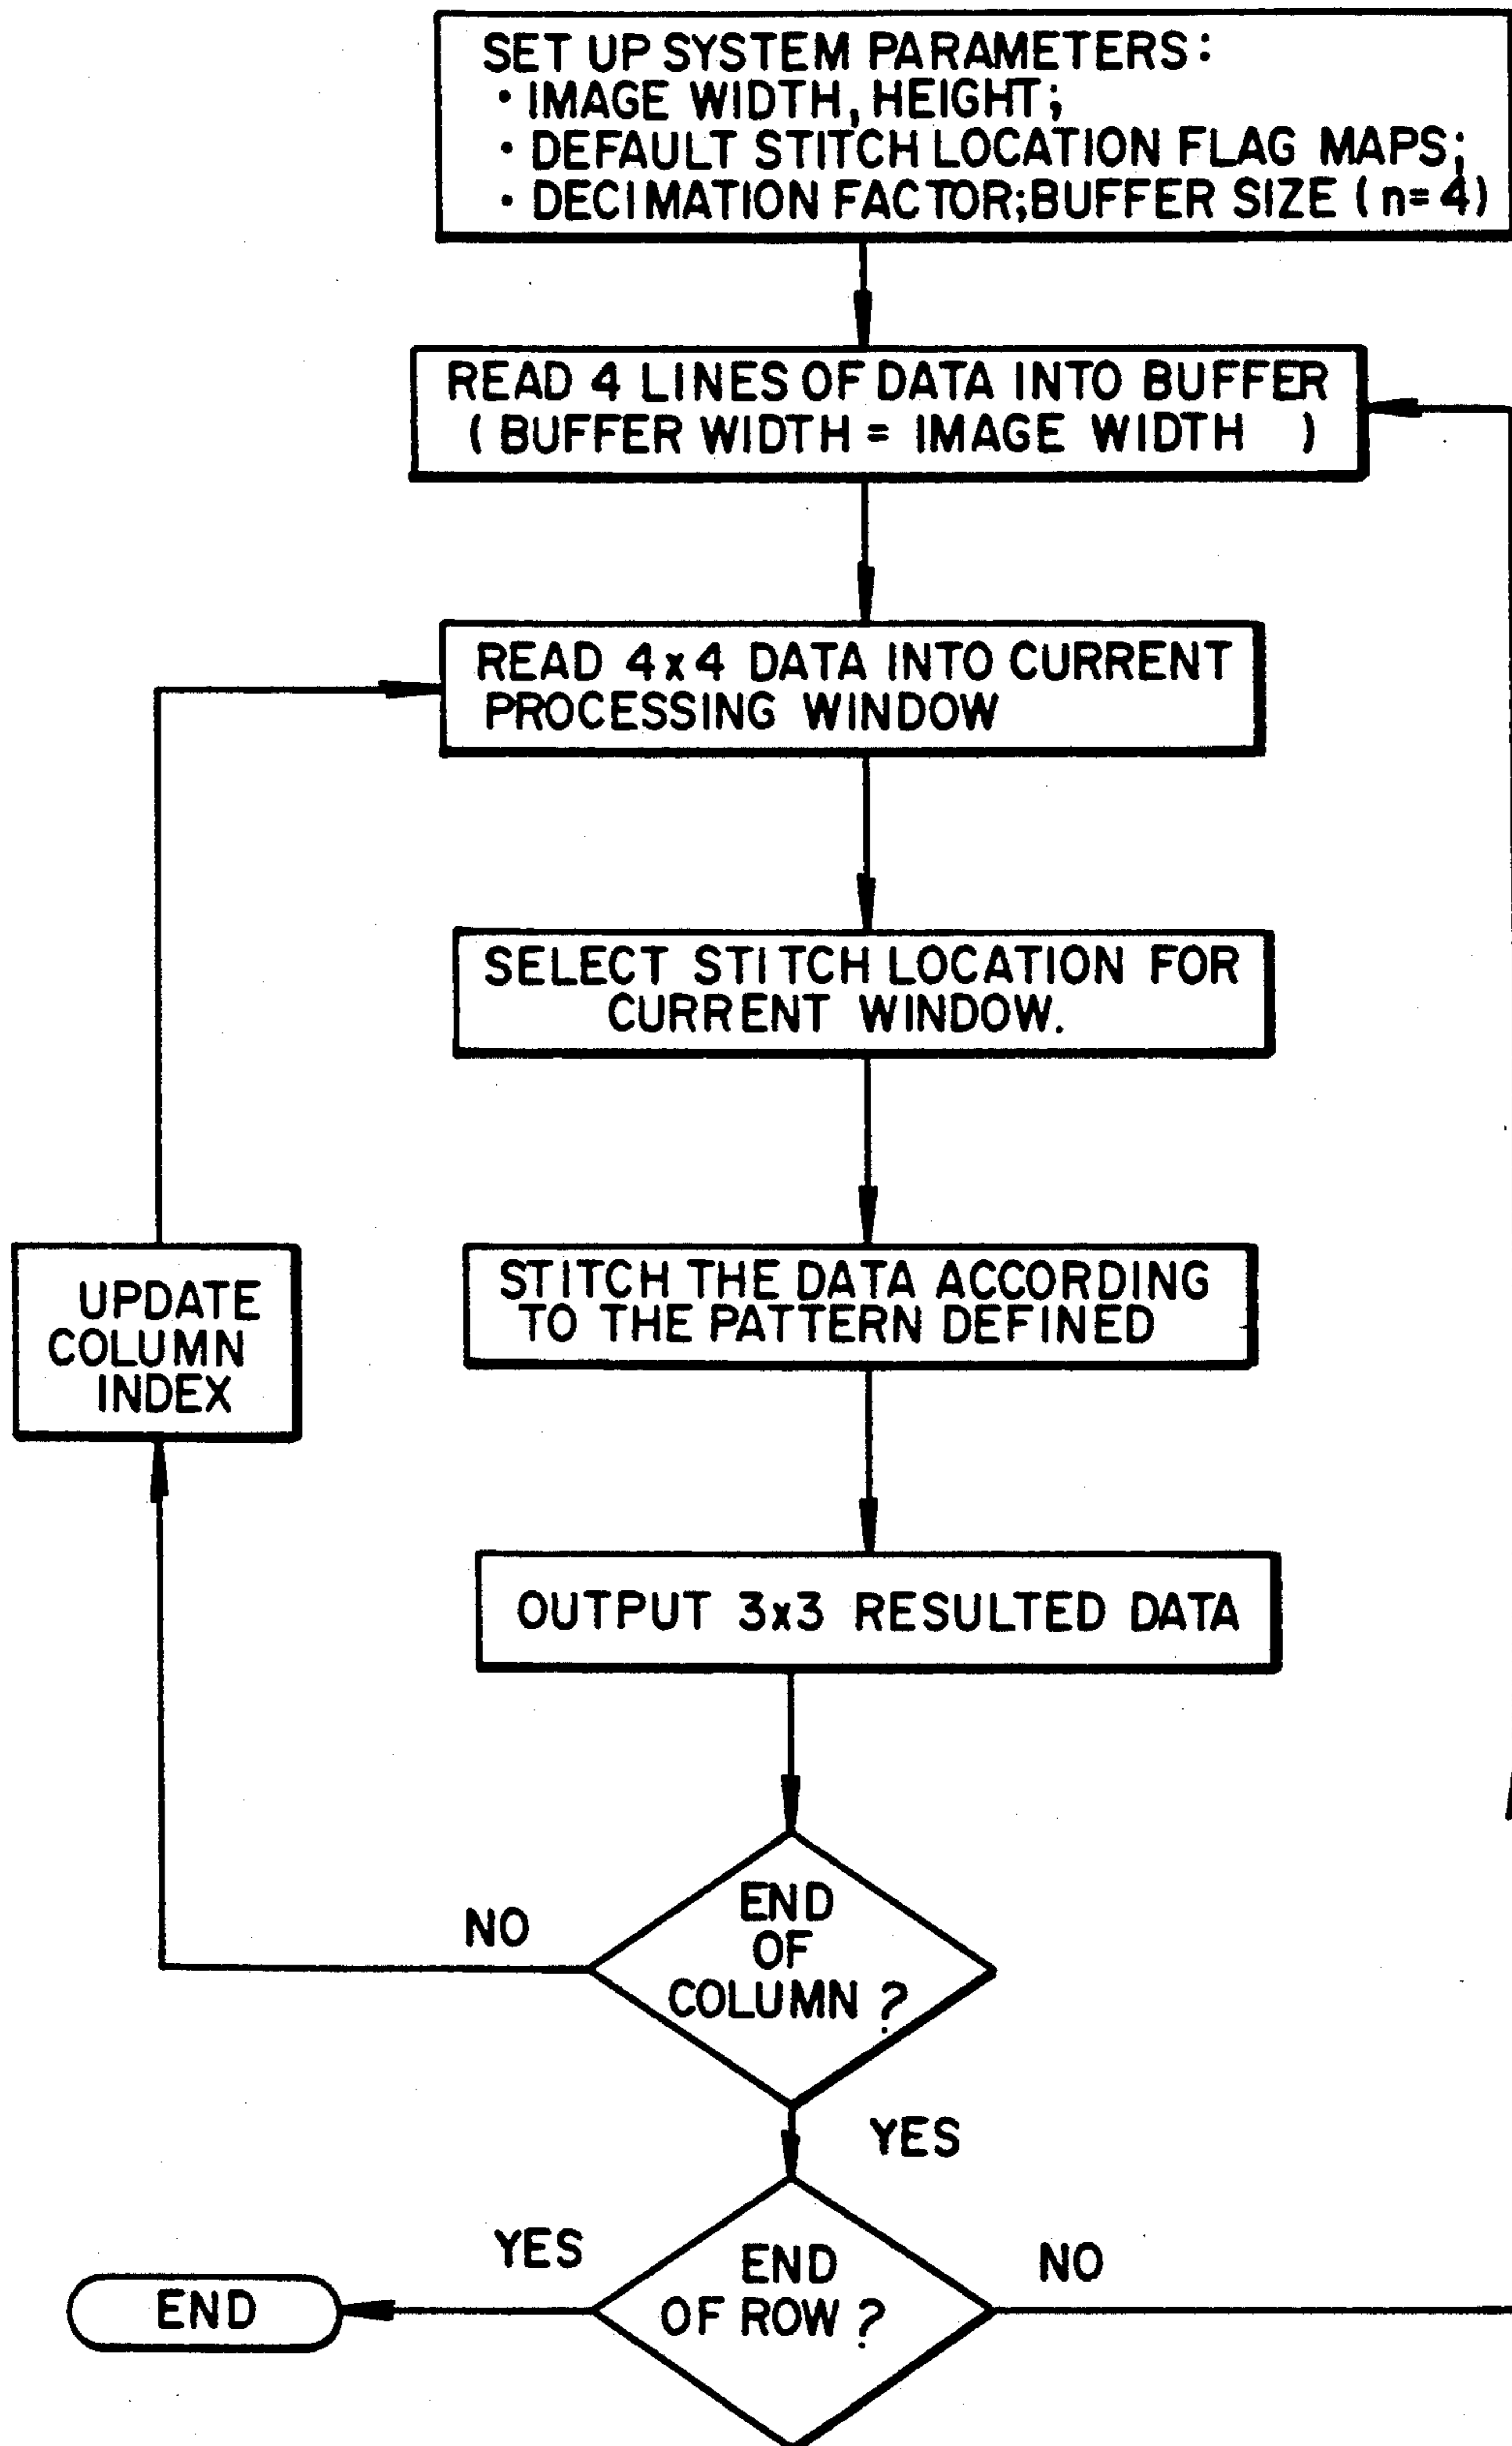 SET UP SYSTEM PARAMETERS:
• IMAGE WIDTH, HEIGHT;
• DEFAULT STITCH LOCATION FLAG MAPS;
• DECIMATION FACTOR; BUFFER SIZE (n=4)
READ 4 LINES OF DATA INTO BUFFER
(BUFFER WIDTH = IMAGE WIDTH )
READ 4x4 DATA INTO CURRENT
PROCESSING WINDOW
SELECT STITCH LOCATION FOR
CURRENT WINDOW.
STITCH THE DATA ACCORDING
TO THE PATTERN DEFINED
UPDATE
COLUMN
INDEX
OUTPUT 3x3 RESULTED DATA
NO
END
OF
COLUMN ?
YES
YES
END
OF ROW ?
NO
END